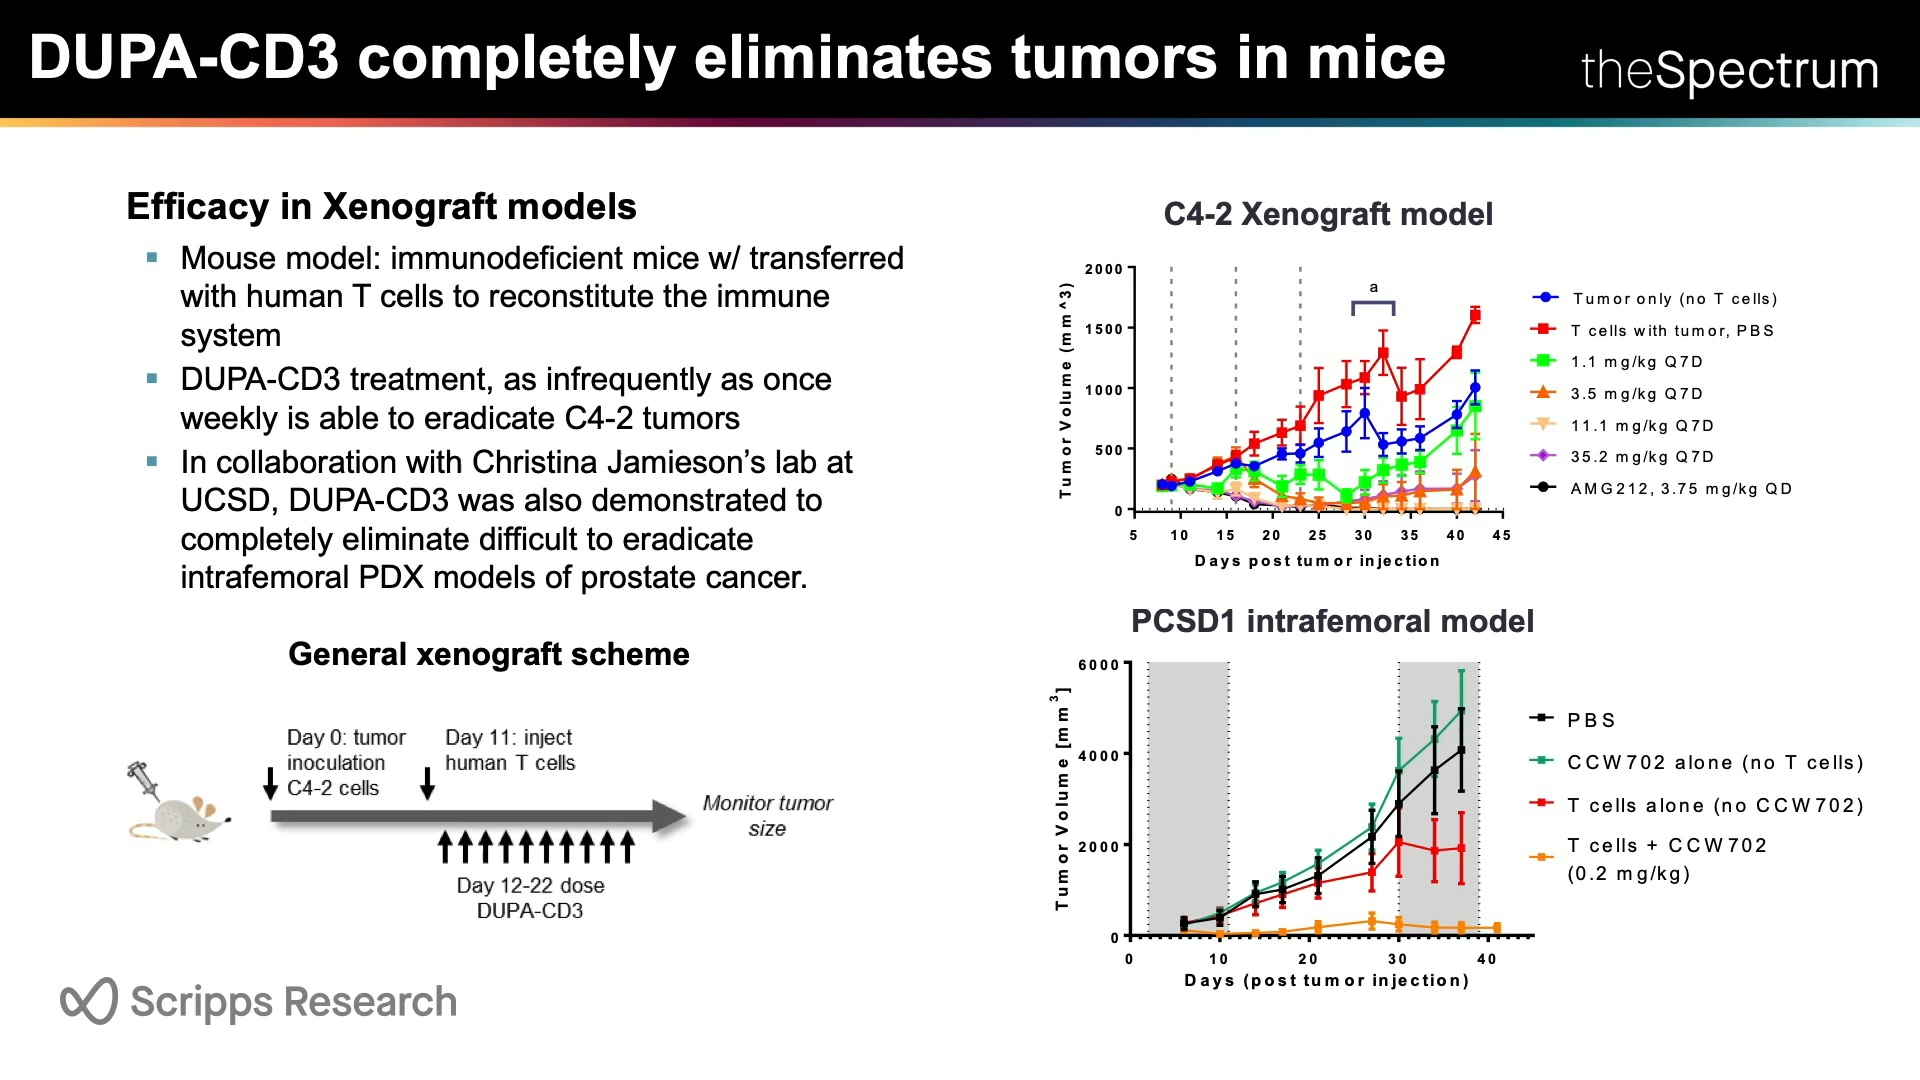 DUPA-CD3 completely eliminates tumors in mice
theSpectrum
Efficacy in Xenograft models
▪ Mouse model: immunodeficient mice w/ transferred
with human T cells to reconstitute the immune
system
▪ DUPA-CD3 treatment, as infrequently as once
weekly is able to eradicate C4-2 tumors
▪ In collaboration with Christina Jamieson’s lab at
UCSD, DUPA-CD3 was also demonstrated to
completely eliminate difficult to eradicate
intrafemoral PDX models of prostate cancer.
General xenograft scheme
Day 0: tumor
inoculation
C4-2 cells
Day 11: inject
human T cells
Monitor tumor
size
Day 12-22 dose
DUPA-CD3
Scripps Research
C4-2 Xenograft model
Tumor Volume (mm^3)
2000
1500
1000
500
0
a
5 10 15 20 25 30 35 40 45
Days post tumor injection
Tumor only (no T cells)
T cells with tumor, PBS
1.1 mg/kg Q7D
3.5 mg/kg Q7D
11.1 mg/kg Q7D
35.2 mg/kg Q7D
AMG212, 3.75 mg/kg QD
PCSD1 intrafemoral model
Tumor Volume [mm³]
6000
4000
2000
0
0 10 20 30 40
Days (post tumor injection)
PBS
CCW702 alone (no T cells)
T cells alone (no CCW702)
T cells + CCW702
(0.2 mg/kg)